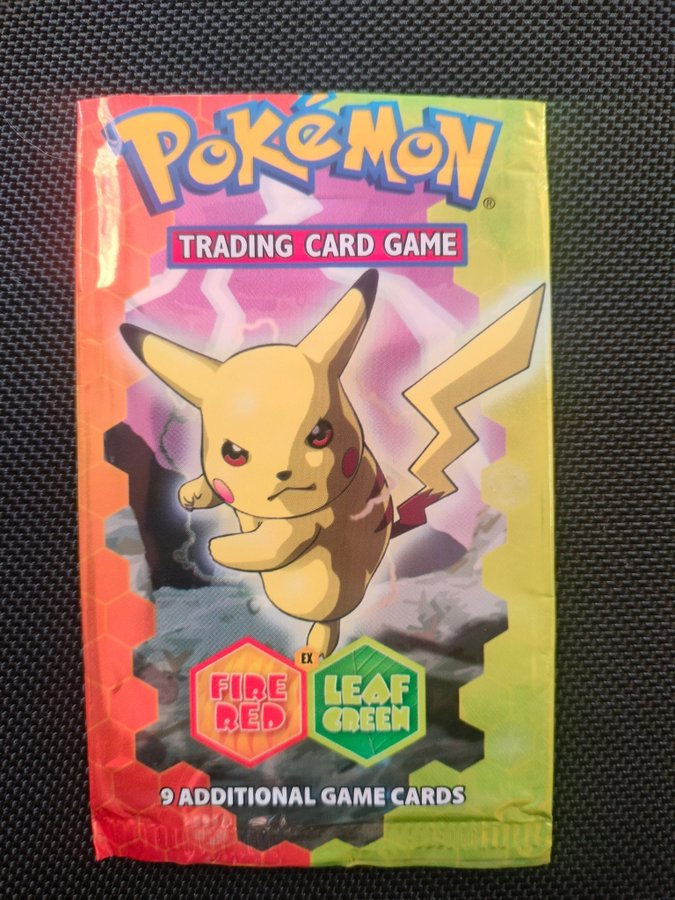 POKéMON
®
TRADING CARD GAME
EX
FIRE RED
LEAF GREEN
9 ADDITIONAL GAME CARDS